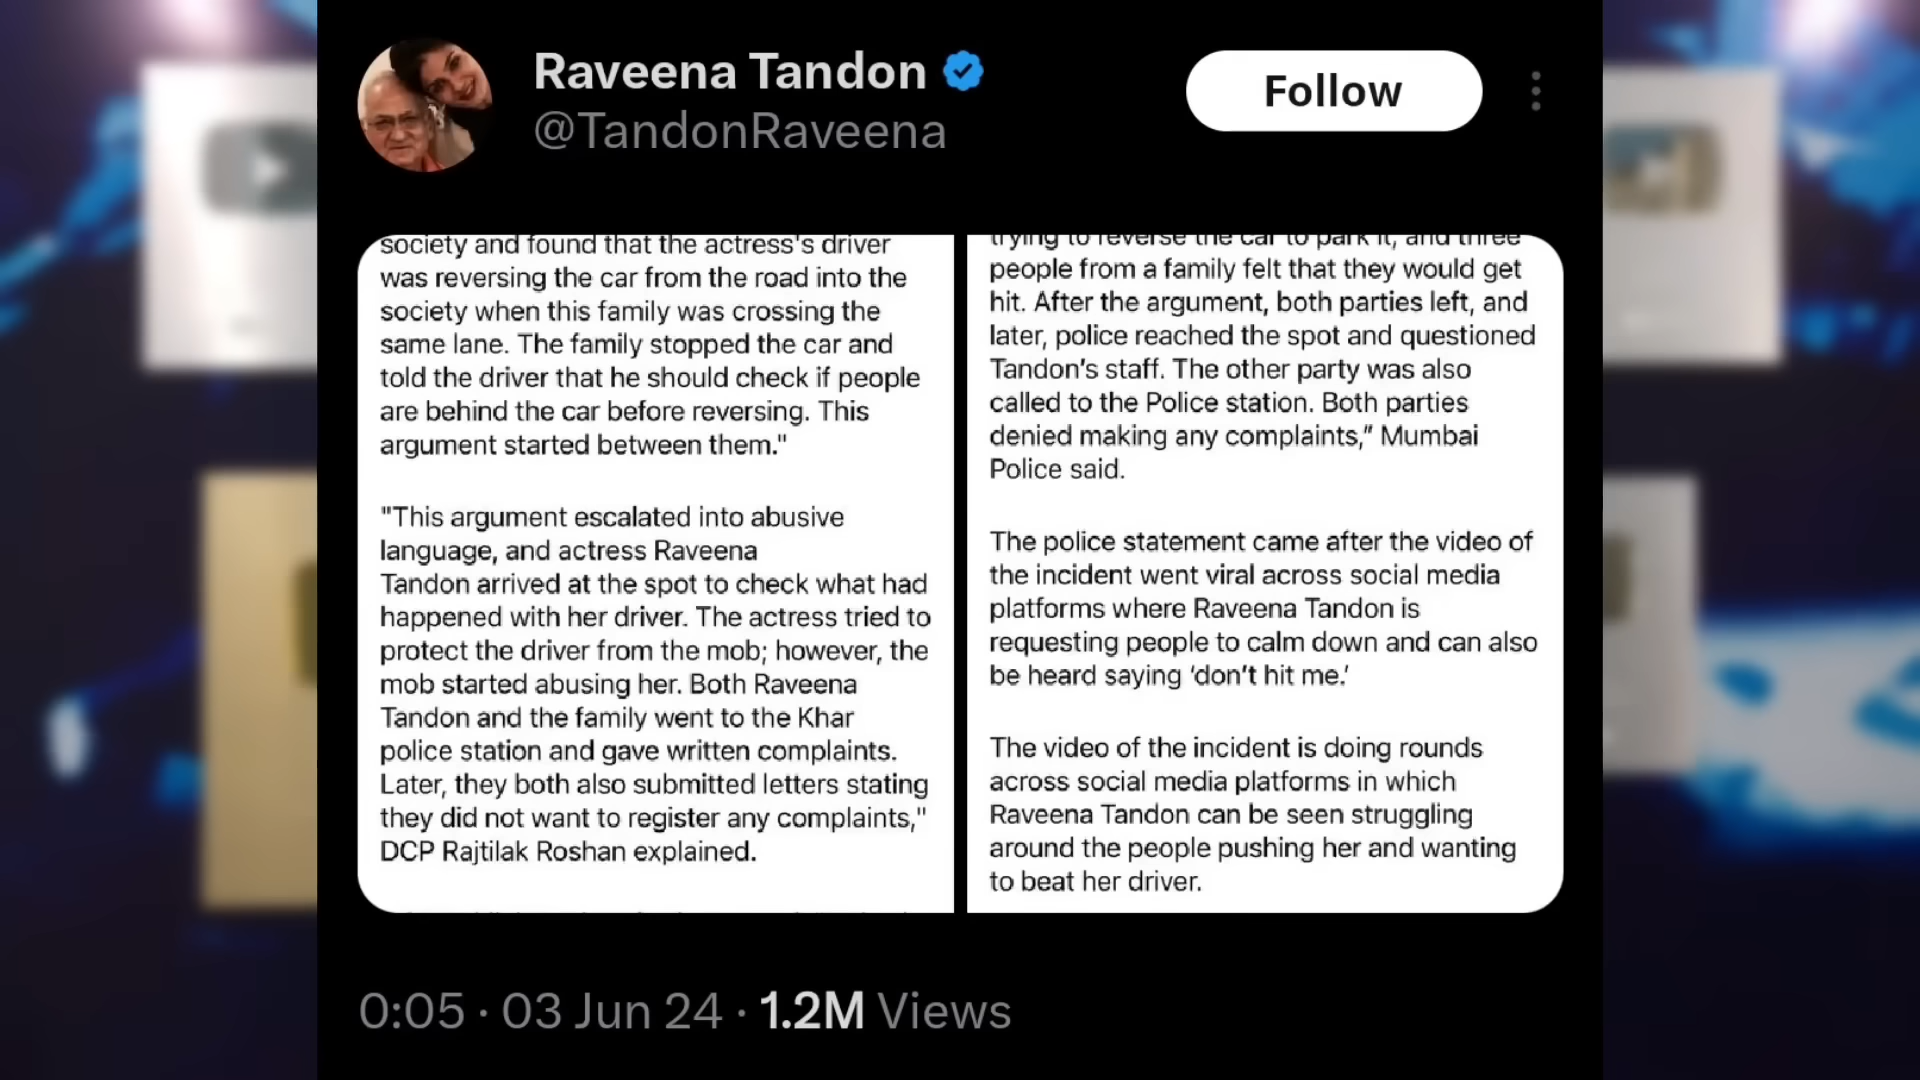 Raveena Tandon
@TandonRaveena
Follow
society and found that the actress's driver
was reversing the car from the road into the
society when this family was crossing the
same lane. The family stopped the car and
told the driver that he should check if people
are behind the car before reversing. This
argument started between them."
"This argument escalated into abusive
language, and actress Raveena
Tandon arrived at the spot to check what had
happened with her driver. The actress tried to
protect the driver from the mob; however, the
mob started abusing her. Both Raveena
Tandon and the family went to the Khar
police station and gave written complaints.
Later, they both also submitted letters stating
they did not want to register any complaints,"
DCP Rajtilak Roshan explained.
trying to reverse the car to park it, and three
people from a family felt that they would get
hit. After the argument, both parties left, and
later, police reached the spot and questioned
Tandon’s staff. The other party was also
called to the Police station. Both parties
denied making any complaints,” Mumbai
Police said.
The police statement came after the video of
the incident went viral across social media
platforms where Raveena Tandon is
requesting people to calm down and can also
be heard saying ‘don’t hit me.’
The video of the incident is doing rounds
across social media platforms in which
Raveena Tandon can be seen struggling
around the people pushing her and wanting
to beat her driver.
0:05 · 03 Jun 24 · 1.2M Views